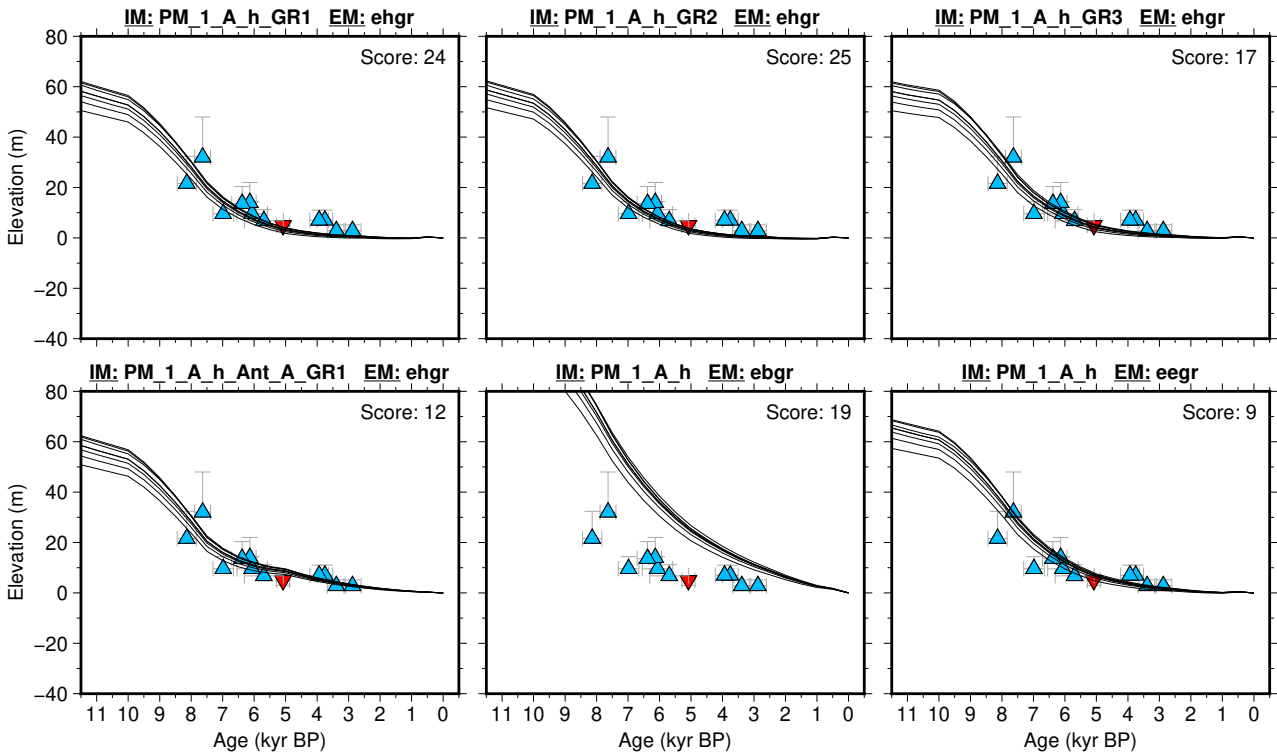 IM: PM_1_A_h_GR1 EM: ehgr
IM: PM_1_A_h_GR2 EM: ehgr
IM: PM_1_A_h_GR3 EM: ehgr
80
60
40
20
0
−20
−40
Elevation (m)
Score: 24
Score: 25
Score: 17
IM: PM_1_A_h_Ant_A_GR1 EM: ehgr
IM: PM_1_A_h EM: ebgr
IM: PM_1_A_h EM: eegr
80
60
40
20
0
−20
−40
Elevation (m)
Score: 12
Score: 19
Score: 9
11 10 9 8 7 6 5 4 3 2 1 0
11 10 9 8 7 6 5 4 3 2 1 0
11 10 9 8 7 6 5 4 3 2 1 0
Age (kyr BP)
Age (kyr BP)
Age (kyr BP)